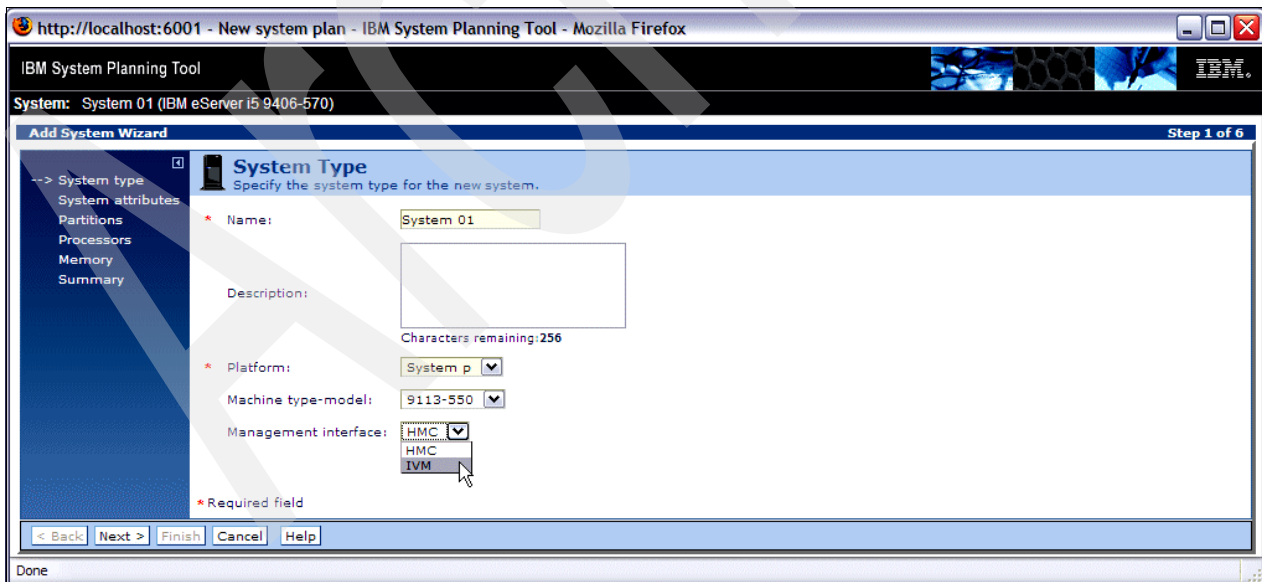 http://localhost:6001 - New system plan - IBM System Planning Tool - Mozilla Firefox
IBM System Planning Tool
IBM.
System: System 01 (IBM eServer i5 9406-570)
Add System Wizard
Step 1 of 6
--> System type
System attributes
Partitions
Processors
Memory
Summary
System Type
Specify the system type for the new system.
* Name: System 01
Description:
Characters remaining:256
* Platform: System p
Machine type-model: 9113-550
Management interface: HMC
HMC
IVM
*Required field
< Back Next > Finish Cancel Help
Done